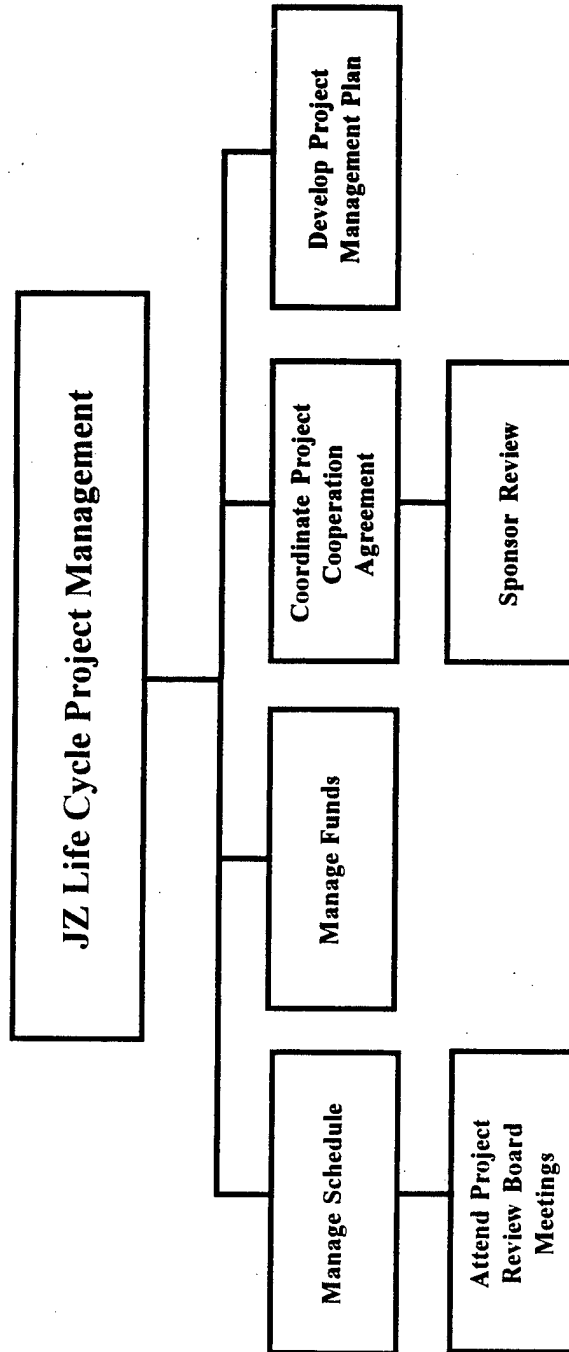 JZ Life Cycle Project Management
Manage Schedule
Manage Funds
Coordinate Project
Cooperation
Agreement
Develop Project
Management Plan
Attend Project
Review Board
Meetings
Sponsor Review